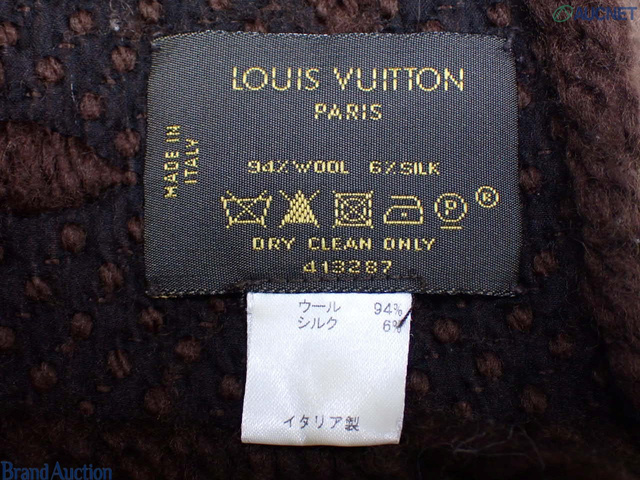 AUCNET
LOUIS VUITTON
PARIS
MADE IN
ITALY
94%WOOL 6%SILK
P
®
DRY CLEAN ONLY
413287
ウール 94%
シルク 6%
イタリア製
Brand Auction